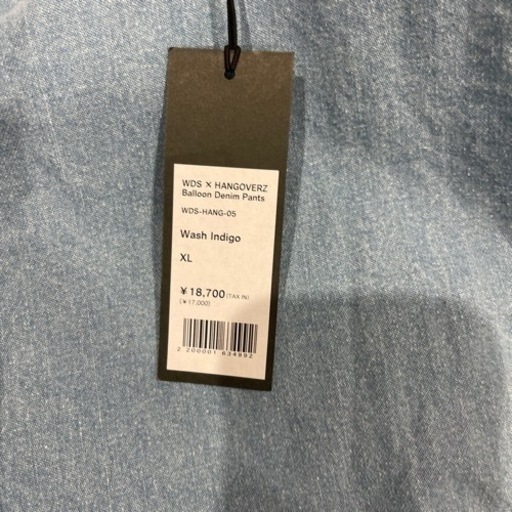 WDS × HANGOVERZ
Balloon Denim Pants
WDS-HANG-05
Wash Indigo
XL
¥18,700(TAX IN)
(¥17,000)
2 200001 634992